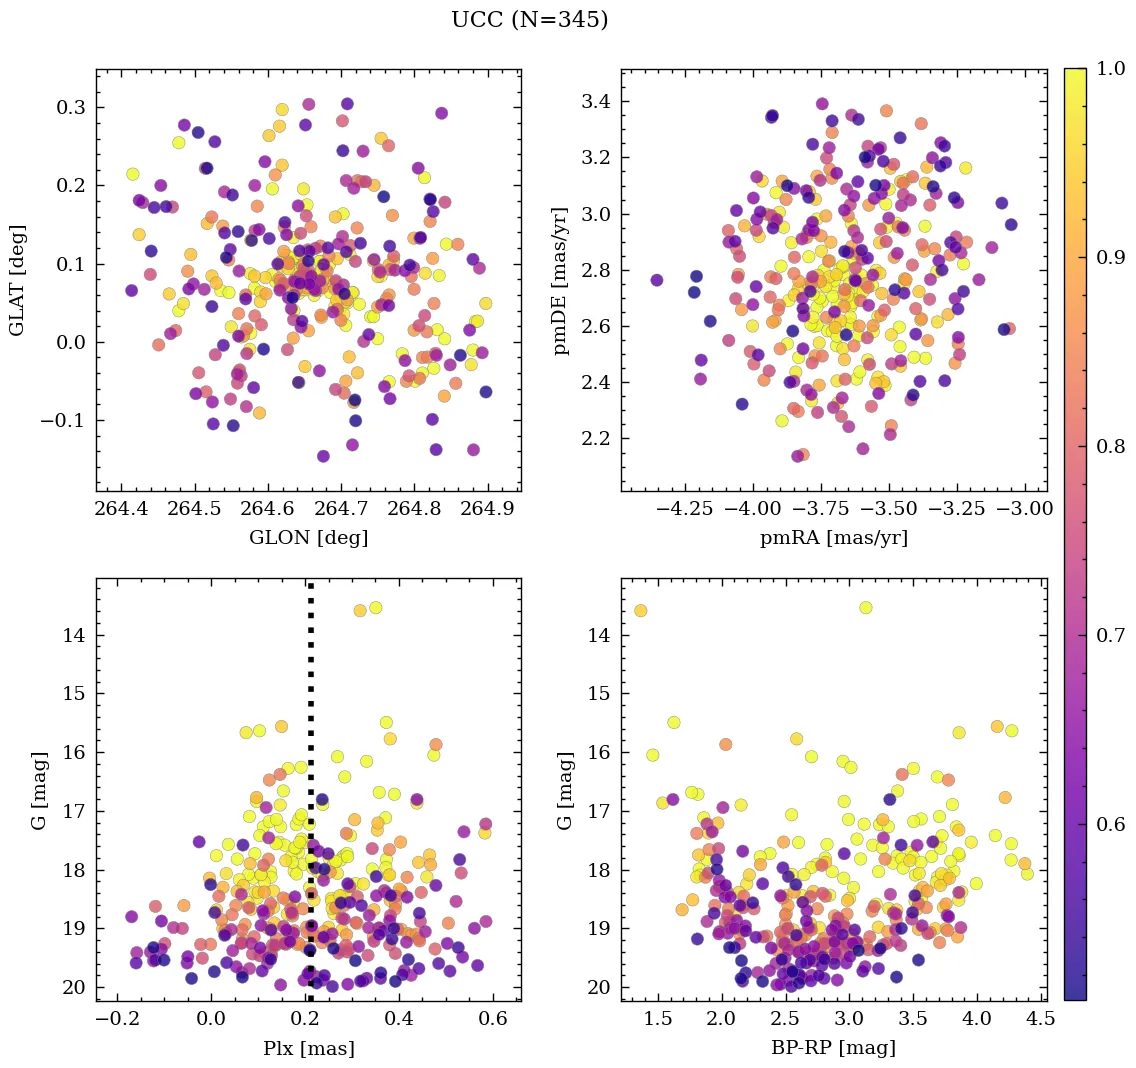 UCC (N=345)
0.3
0.2
0.1
0.0
−0.1
GLAT [deg]
264.4 264.5 264.6 264.7 264.8 264.9
GLON [deg]
3.4
3.2
3.0
2.8
2.6
2.4
2.2
pmDE [mas/yr]
−4.25 −4.00 −3.75 −3.50 −3.25 −3.00
pmRA [mas/yr]
14
15
16
17
18
19
20
G [mag]
−0.2 0.0 0.2 0.4 0.6
Plx [mas]
14
15
16
17
18
19
20
G [mag]
1.5 2.0 2.5 3.0 3.5 4.0 4.5
BP-RP [mag]
1.0
0.9
0.8
0.7
0.6